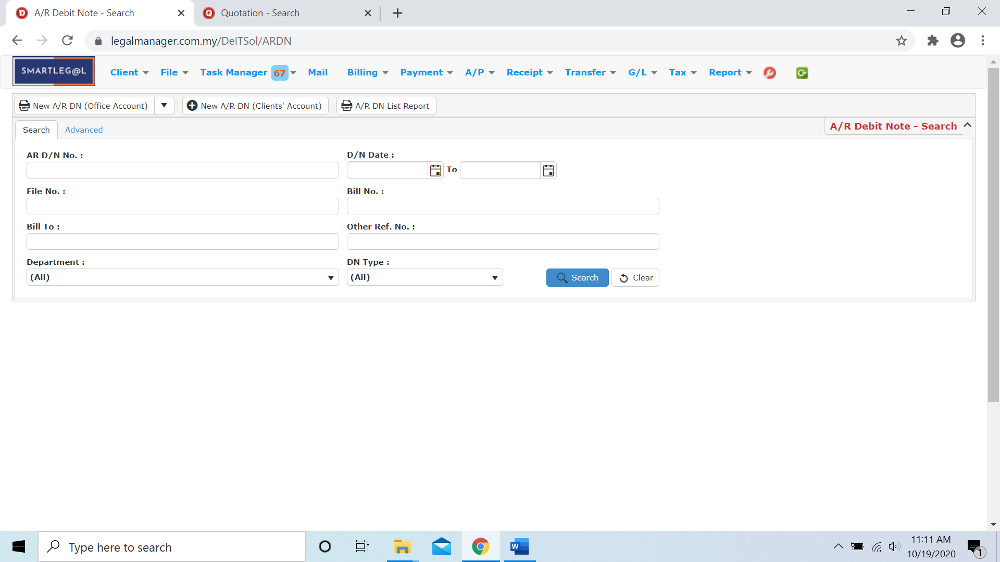 A/R Debit Note - Search
Quotation - Search
legalmanager.com.my/DeITSol/ARDN
SMARTLEG@L
Client File Task Manager 67 Mail Billing Payment A/P Receipt Transfer G/L Tax Report
New A/R DN (Office Account) New A/R DN (Clients' Account) A/R DN List Report
Search Advanced A/R Debit Note - Search
AR D/N No. : D/N Date :
To
File No. : Bill No. :
Bill To : Other Ref. No. :
Department : DN Type :
(All) (All) Search Clear
Type here to search
11:11 AM
10/19/2020
1